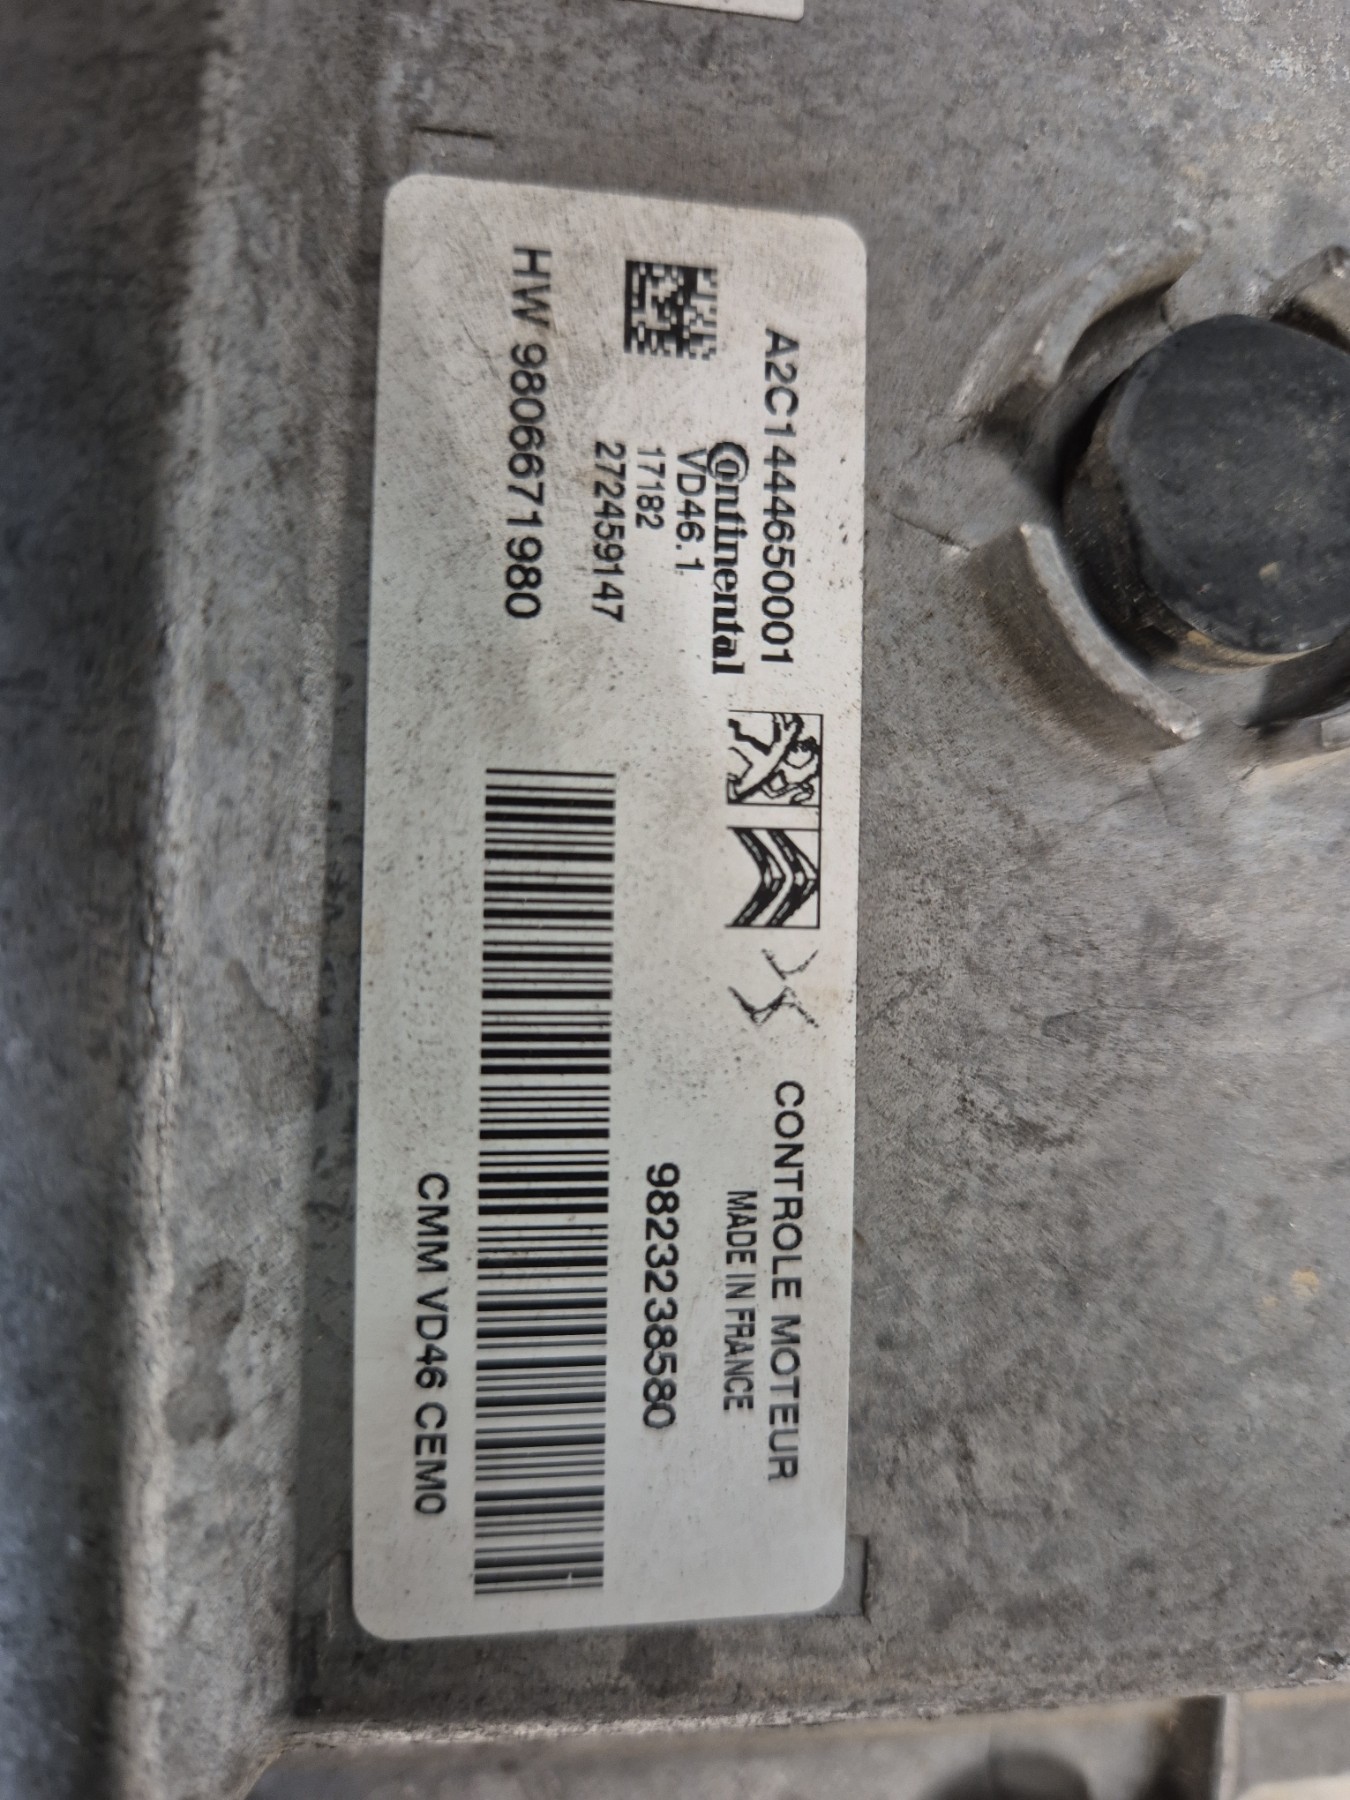 A2C1444650001
Continental
VD46.1
17182
272459147
HW 9806671980
CONTROLE MOTEUR
MADE IN FRANCE
9823238580
CMM VD46 CEM0